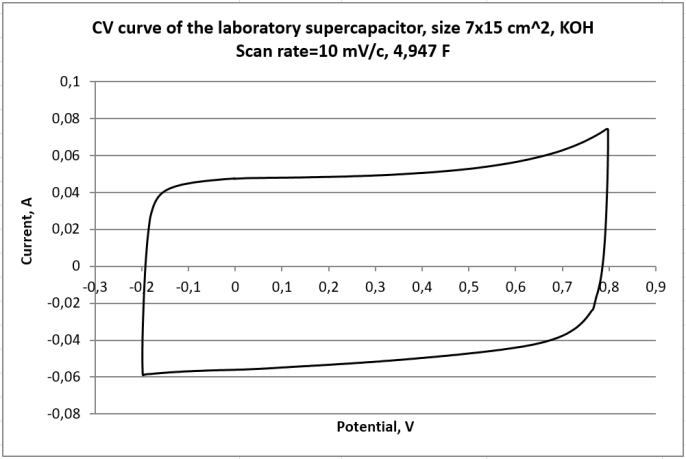 CV curve of the laboratory supercapacitor, size 7x15 cm^2, KOH
Scan rate=10 mV/c, 4,947 F
0,1
0,08
0,06
0,04
0,02
0
-0,02
-0,04
-0,06
-0,08
-0,3 -0,2 -0,1 0 0,1 0,2 0,3 0,4 0,5 0,6 0,7 0,8 0,9
Current, A
Potential, V